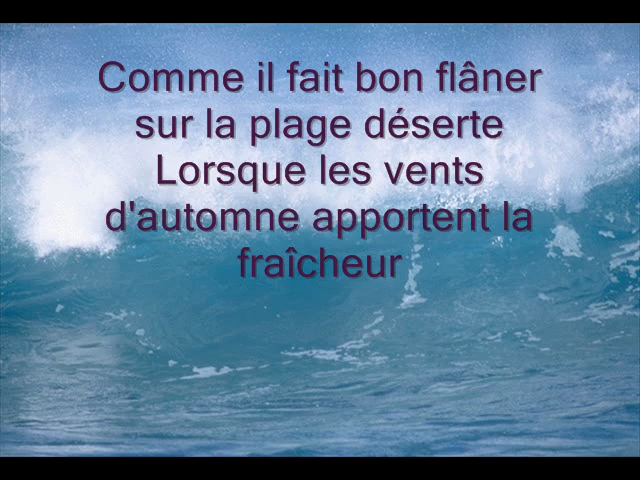 Comme il fait bon flâner
sur la plage déserte
Lorsque les vents
d'automne apportent la
fraîcheur